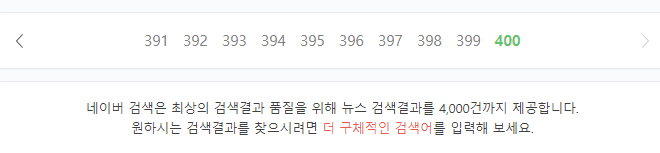 391 392 393 394 395 396 397 398 399 400
네이버 검색은 최상의 검색결과 품질을 위해 뉴스 검색결과를 4,000건까지 제공합니다.
원하시는 검색결과를 찾으시려면 더 구체적인 검색어를 입력해 보세요.